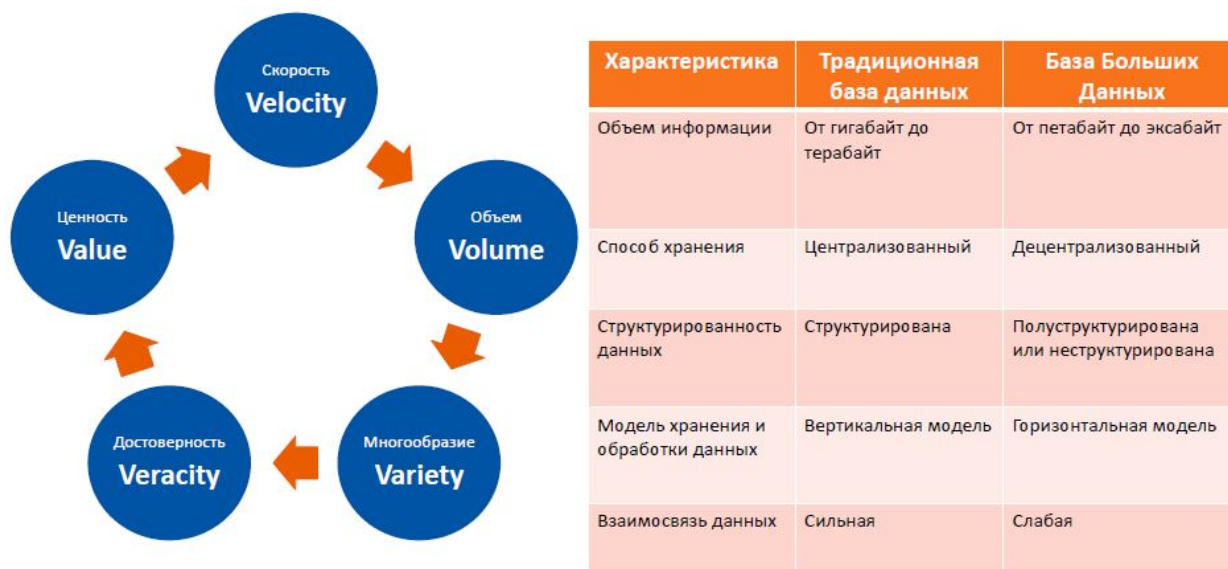 Скорость
Velocity
Объем
Volume
Многообразие
Variety
Достоверность
Veracity
Ценность
Value
Характеристика
Традиционная
база данных
База Больших
Данных
Объем информации
От гигабайт до
терабайт
От петабайт до эксабайт
Способ хранения
Централизованный
Децентрализованный
Структурированность
данных
Структурирована
Полуструктурирована
или неструктурирована
Модель хранения и
обработки данных
Вертикальная модель
Горизонтальная модель
Взаимосвязь данных
Сильная
Слабая